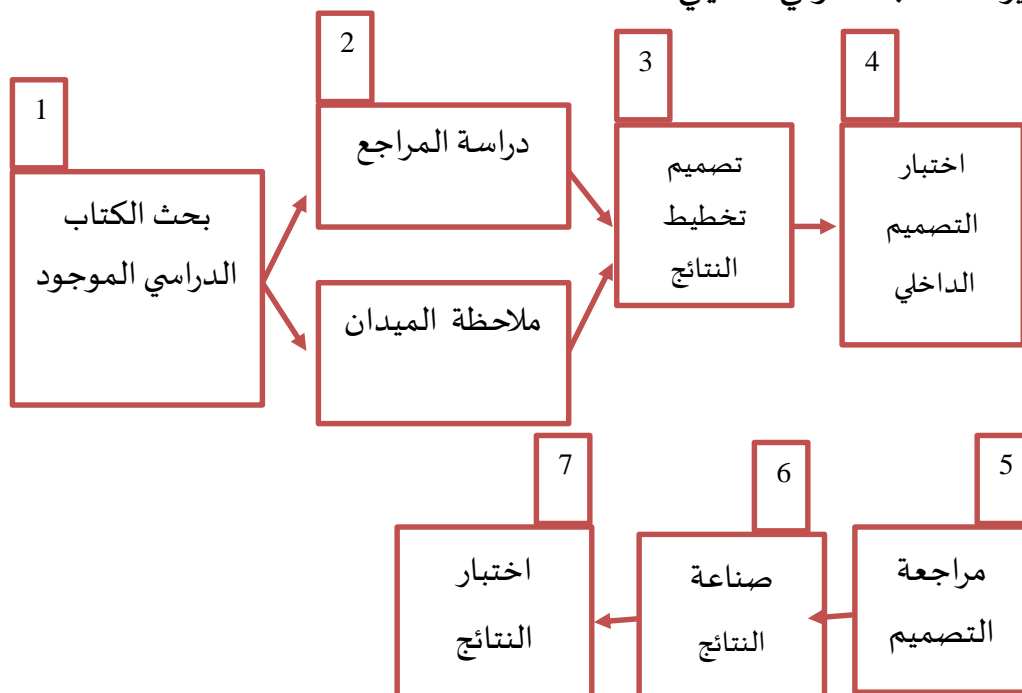 1
بحث الكتاب
الدراسي الموجود
2
دراسة المراجع
ملاحظة الميدان
3
تصميم
تخطيط
النتائج
4
اختبار
التصميم
الداخلي
5
مراجعة
التصميم
6
صناعة
النتائج
7
اختبار
النتائج